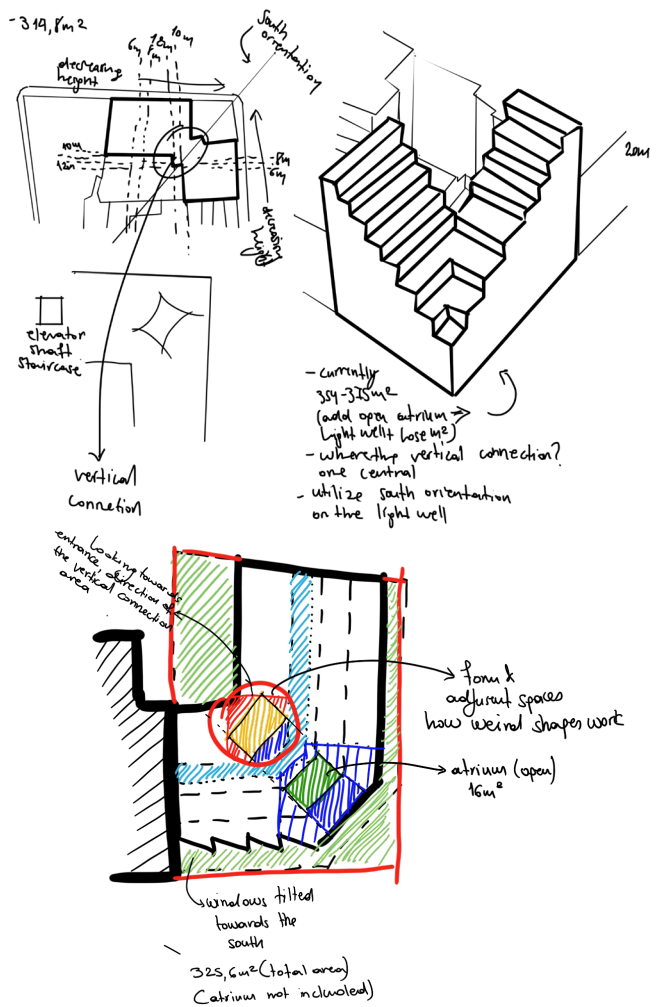 -319,8m²
6m
8m
12m
10m
South
orientation
decreasing
height
10m
12m
8m
6m
decreasing
height
20m
elevator
shaft
staircase
vertical
connetion
- currently
354-375m²
(add open atrium →
light well + lose m²)
- where the vertical connection?
one central
- utilize south orientation
on the light well
Looking towards
entrance, direction of
the vertical connection
area
form &
adjusent spaces
how weird shapes work
atrium (open)
16m²
windows tilted
towards the
south
325,6m² (total area)
(atrium not included)